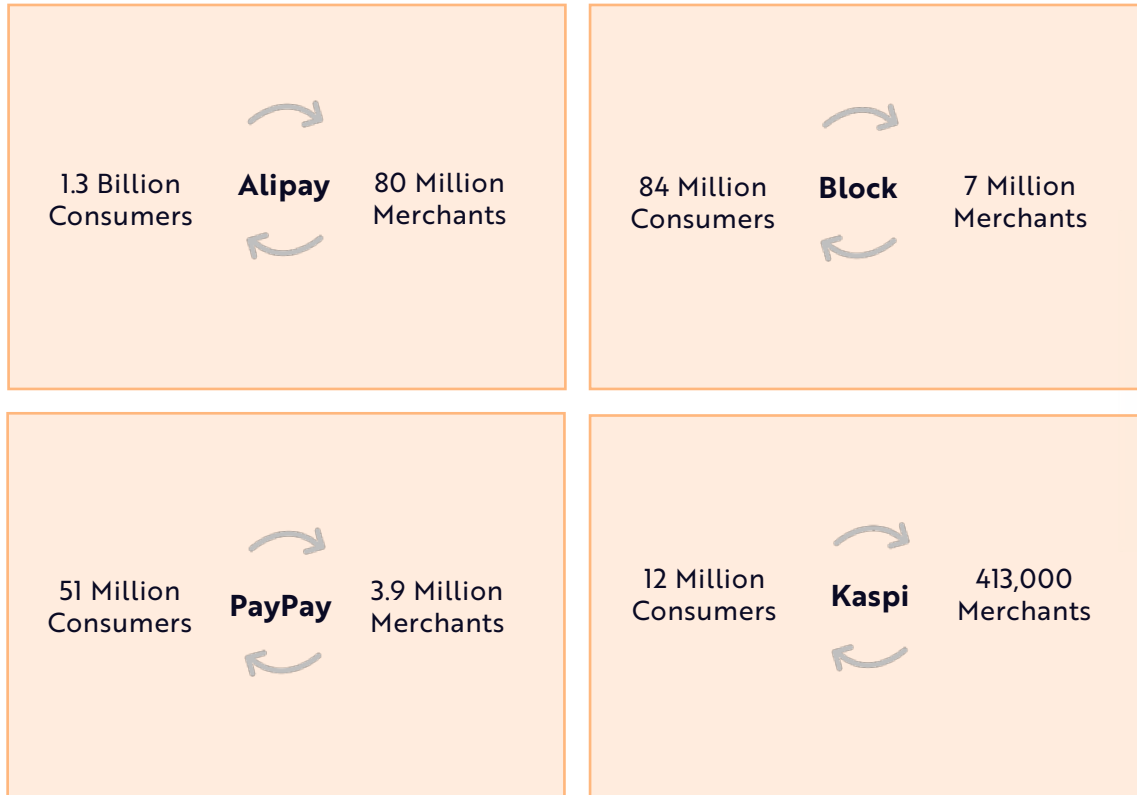 1.3 Billion
Consumers
Alipay
80 Million
Merchants
84 Million
Consumers
Block
7 Million
Merchants
51 Million
Consumers
PayPay
3.9 Million
Merchants
12 Million
Consumers
Kaspi
413,000
Merchants